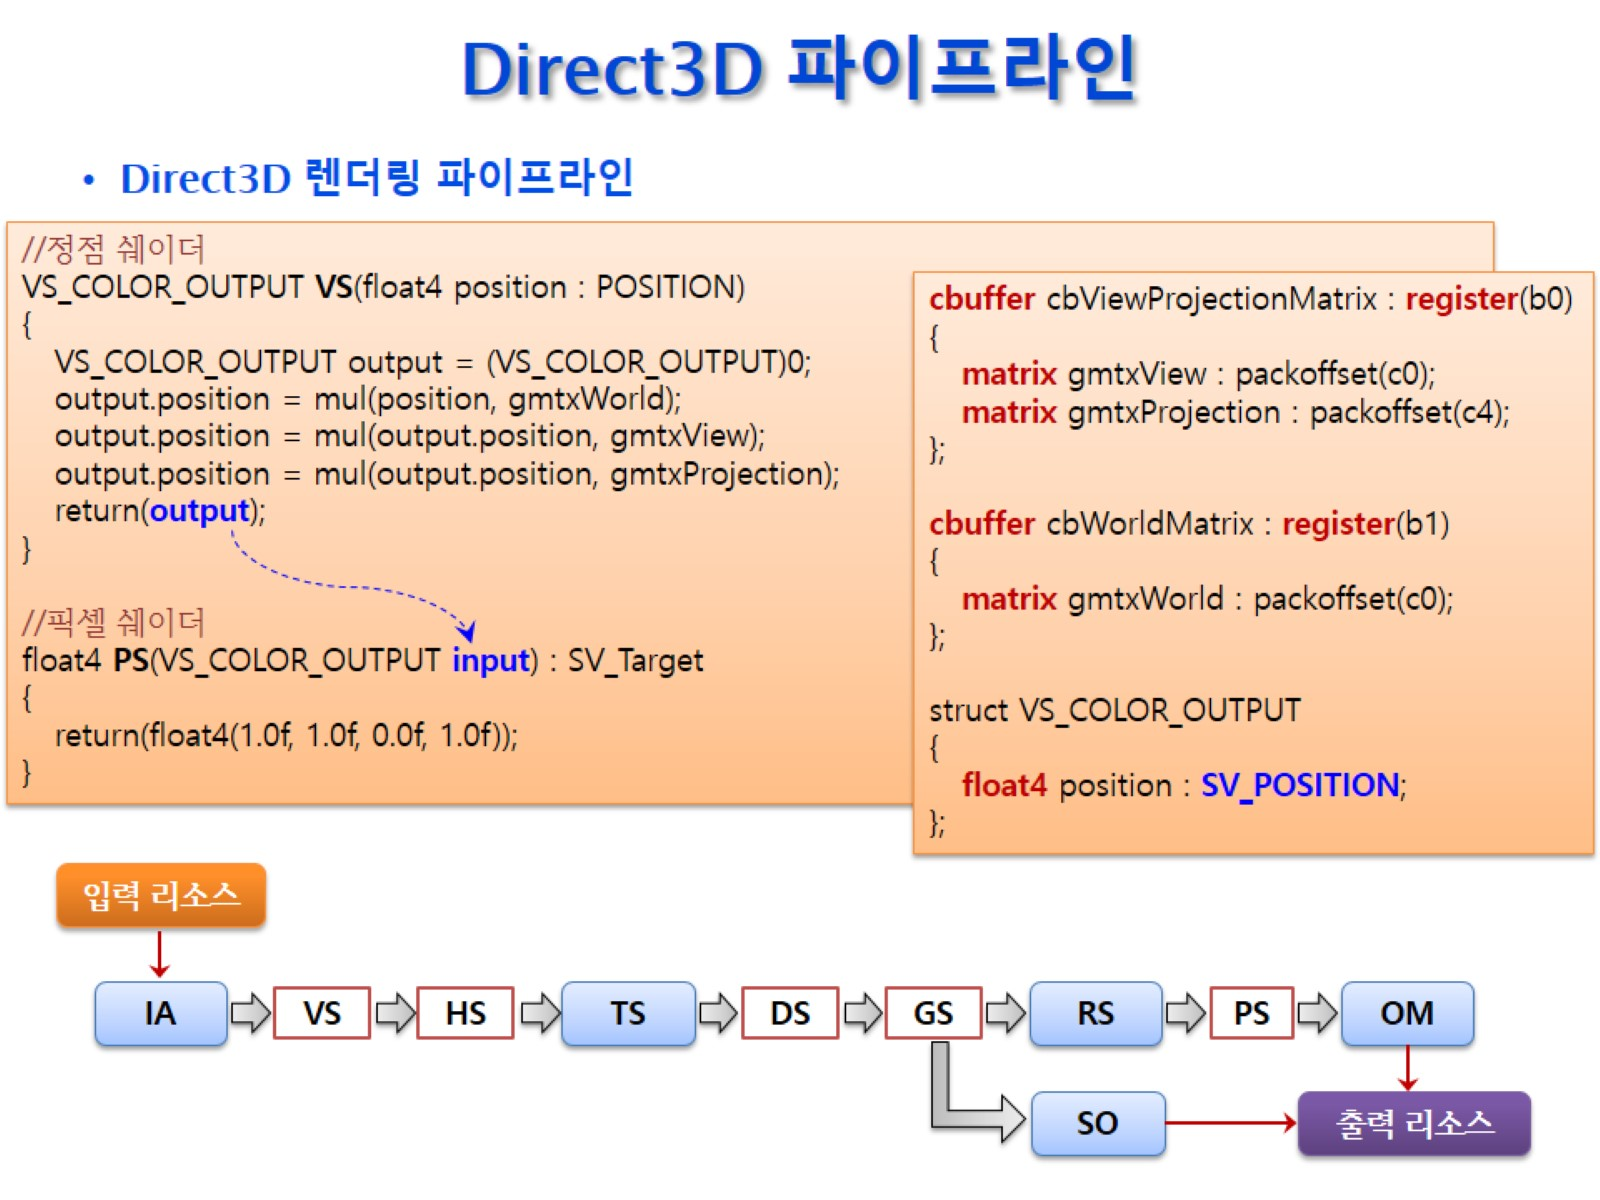 Direct3D 파이프라인
• Direct3D 렌더링 파이프라인
//정점 쉐이더
VS_COLOR_OUTPUT VS(float4 position : POSITION)
{
VS_COLOR_OUTPUT output = (VS_COLOR_OUTPUT)0;
output.position = mul(position, gmtxWorld);
output.position = mul(output.position, gmtxView);
output.position = mul(output.position, gmtxProjection);
return(output);
}
//픽셀 쉐이더
float4 PS(VS_COLOR_OUTPUT input) : SV_Target
{
return(float4(1.0f, 1.0f, 0.0f, 1.0f));
}
cbuffer cbViewProjectionMatrix : register(b0)
{
matrix gmtxView : packoffset(c0);
matrix gmtxProjection : packoffset(c4);
};
cbuffer cbWorldMatrix : register(b1)
{
matrix gmtxWorld : packoffset(c0);
};
struct VS_COLOR_OUTPUT
{
float4 position : SV_POSITION;
};
입력 리소스
IA VS HS TS DS GS RS PS OM
SO 출력 리소스